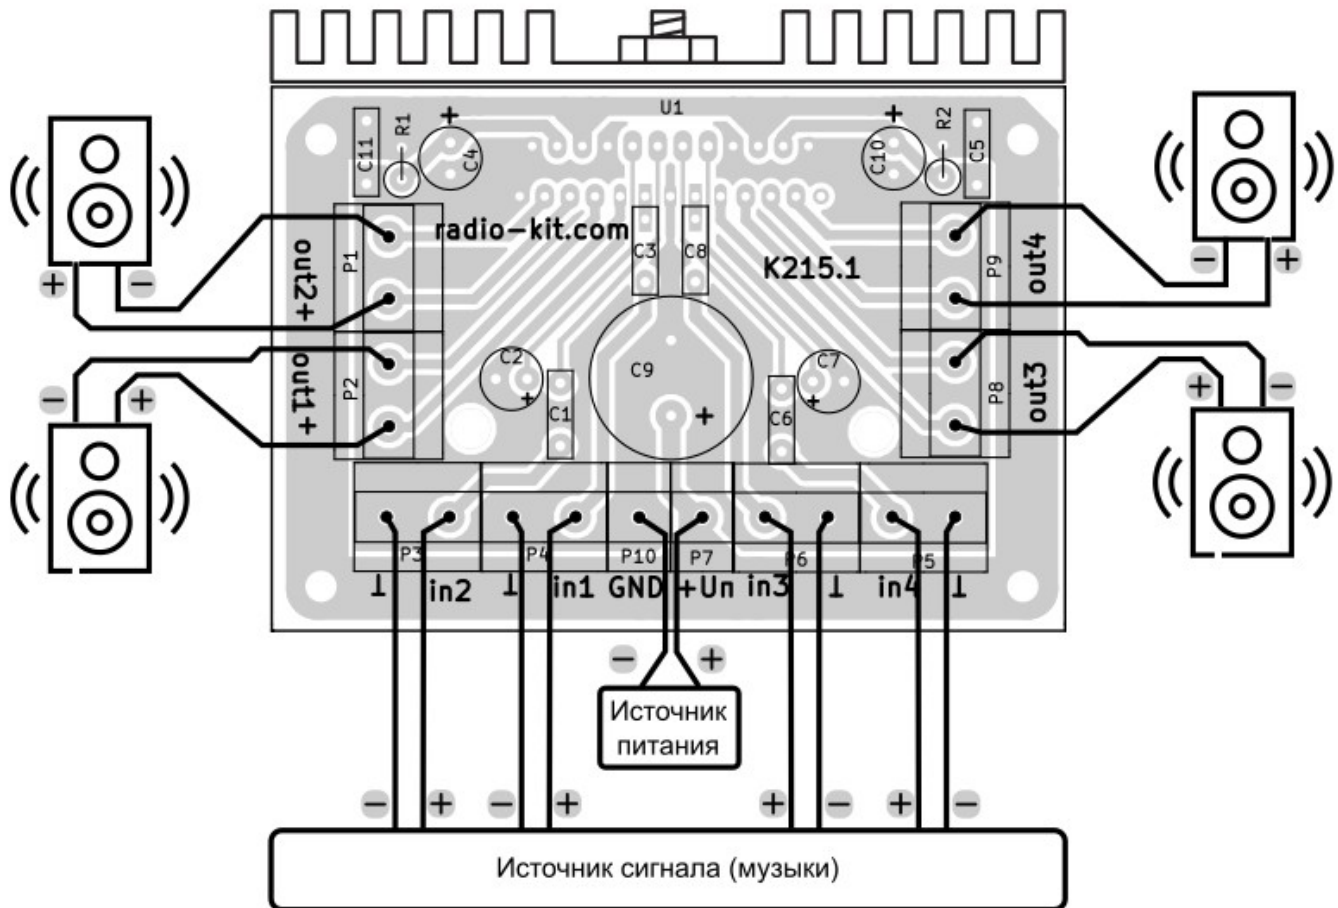 U1
C11
R1
+
C4
+
C10
R2
C5
radio-kit.com
C3
C8
K215.1
P1
out2+
P9
out4
+
−
−
+
P2
out1+
P8
out3
−
+
+
−
C2
+
C1
C9
+
C7
+
C6
P3
P4
P10
P7
P6
P5
⊥
in2
⊥
in1
GND
+Uп
in3
⊥
in4
⊥
−
+
Источник
питания
−
+
−
+
+
−
+
−
Источник сигнала (музыки)